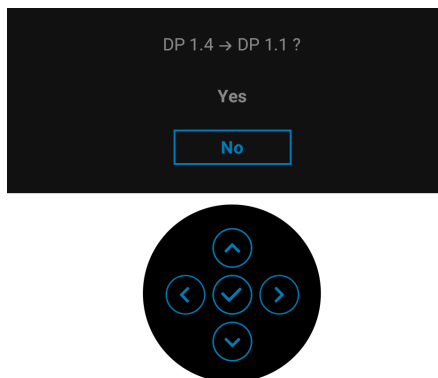 DP 1.4 → DP 1.1 ?
Yes
No